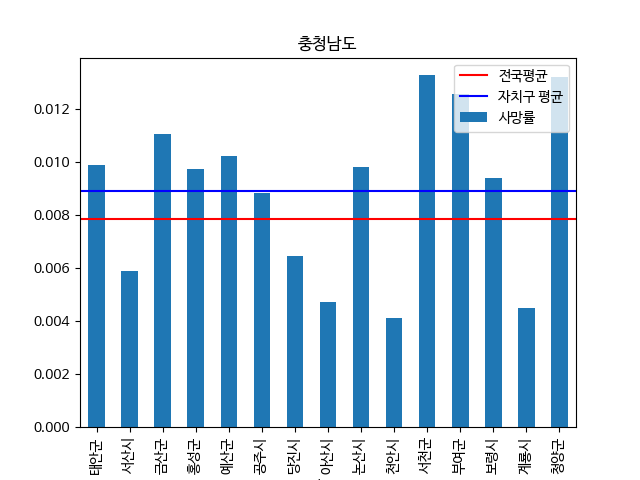 충청남도
전국평균
자치구 평균
사망률
0.012
0.010
0.008
0.006
0.004
0.002
0.000
태안군
서산시
금산군
홍성군
예산군
공주시
당진시
아산시
논산시
천안시
서천군
부여군
보령시
계룡시
청양군